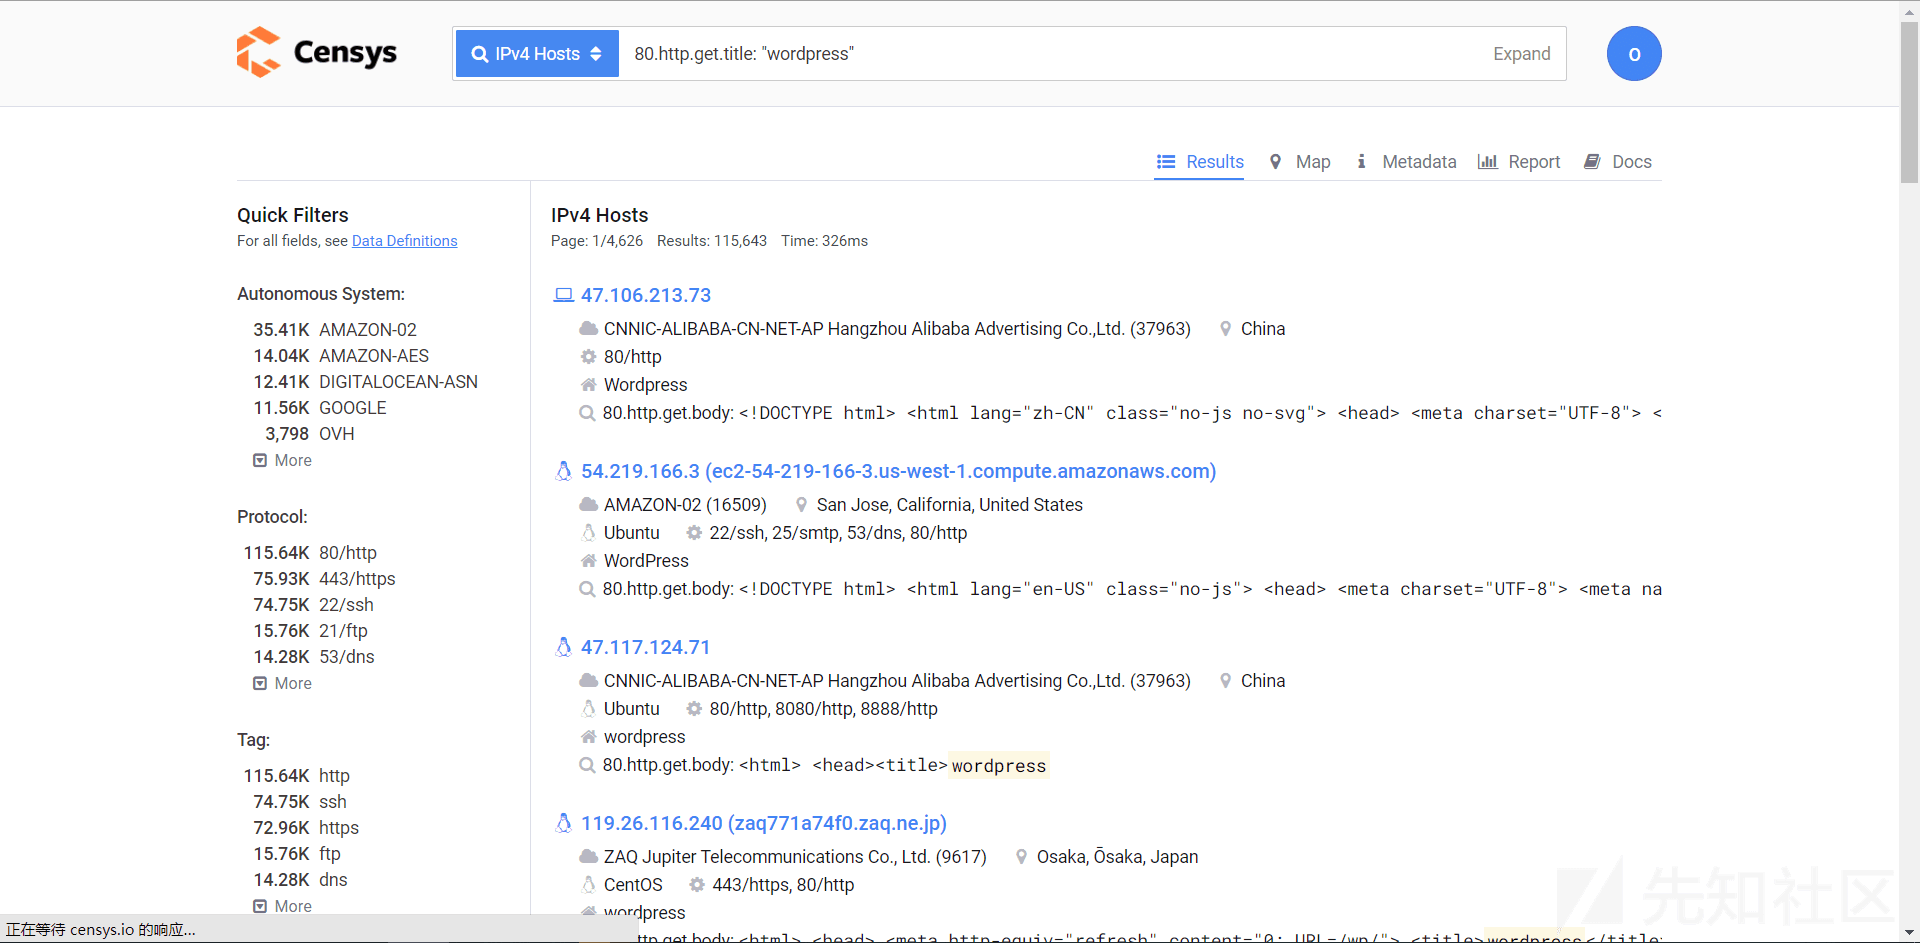 Censys
IPv4 Hosts
80.http.get.title: "wordpress"
Expand
O
Results Map Metadata Report Docs
Quick Filters
For all fields, see Data Definitions
Autonomous System:
35.41K AMAZON-02
14.04K AMAZON-AES
12.41K DIGITALOCEAN-ASN
11.56K GOOGLE
3,798 OVH
More
Protocol:
115.64K 80/http
75.93K 443/https
74.75K 22/ssh
15.76K 21/ftp
14.28K 53/dns
More
Tag:
115.64K http
74.75K ssh
72.96K https
15.76K ftp
14.28K dns
More
IPv4 Hosts
Page: 1/4,626 Results: 115,643 Time: 326ms
47.106.213.73
CNNIC-ALIBABA-CN-NET-AP Hangzhou Alibaba Advertising Co.,Ltd. (37963) China
80/http
Wordpress
80.http.get.body: <!DOCTYPE html> <html lang="zh-CN" class="no-js no-svg"> <head> <meta charset="UTF-8"> <
54.219.166.3 (ec2-54-219-166-3.us-west-1.compute.amazonaws.com)
AMAZON-02 (16509) San Jose, California, United States
Ubuntu 22/ssh, 25/smtp, 53/dns, 80/http
WordPress
80.http.get.body: <!DOCTYPE html> <html lang="en-US" class="no-js"> <head> <meta charset="UTF-8"> <meta na
47.117.124.71
CNNIC-ALIBABA-CN-NET-AP Hangzhou Alibaba Advertising Co.,Ltd. (37963) China
Ubuntu 80/http, 8080/http, 8888/http
wordpress
80.http.get.body: <html> <head><title>wordpress
119.26.116.240 (zaq771a74f0.zaq.ne.jp)
ZAQ Jupiter Telecommunications Co., Ltd. (9617) Osaka, Ōsaka, Japan
CentOS 443/https, 80/http
wordpress
ttp.get.body: <html> <head> <meta http-equiv="refresh" content="0; URL=/wp/"> <title>wordpress</title>
正在等待 censys.io 的响应...
先知社区